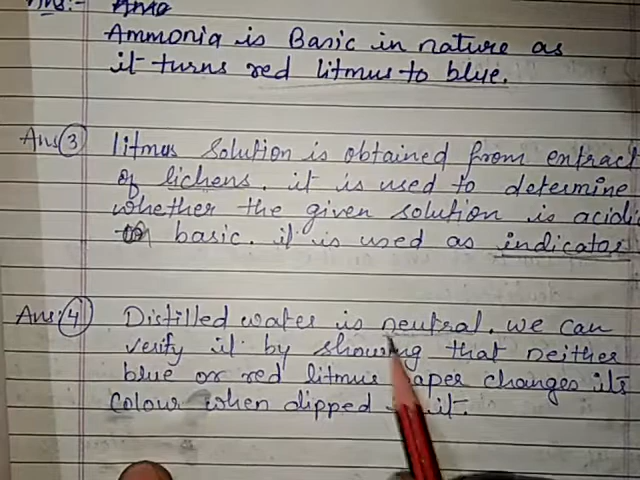 Ans:- Amo
Ammonia is Basic in nature as
it turns red litmus to blue.
Ans (3) litmus solution is obtained from extract
of lichens. it is used to determine
whether the given solution is acidic
or basic. it is used as indicator
Ans: (4) Distilled water is neutral. we can
verify it by showing that neither
blue or red litmus paper changes its
colour when dipped in it.